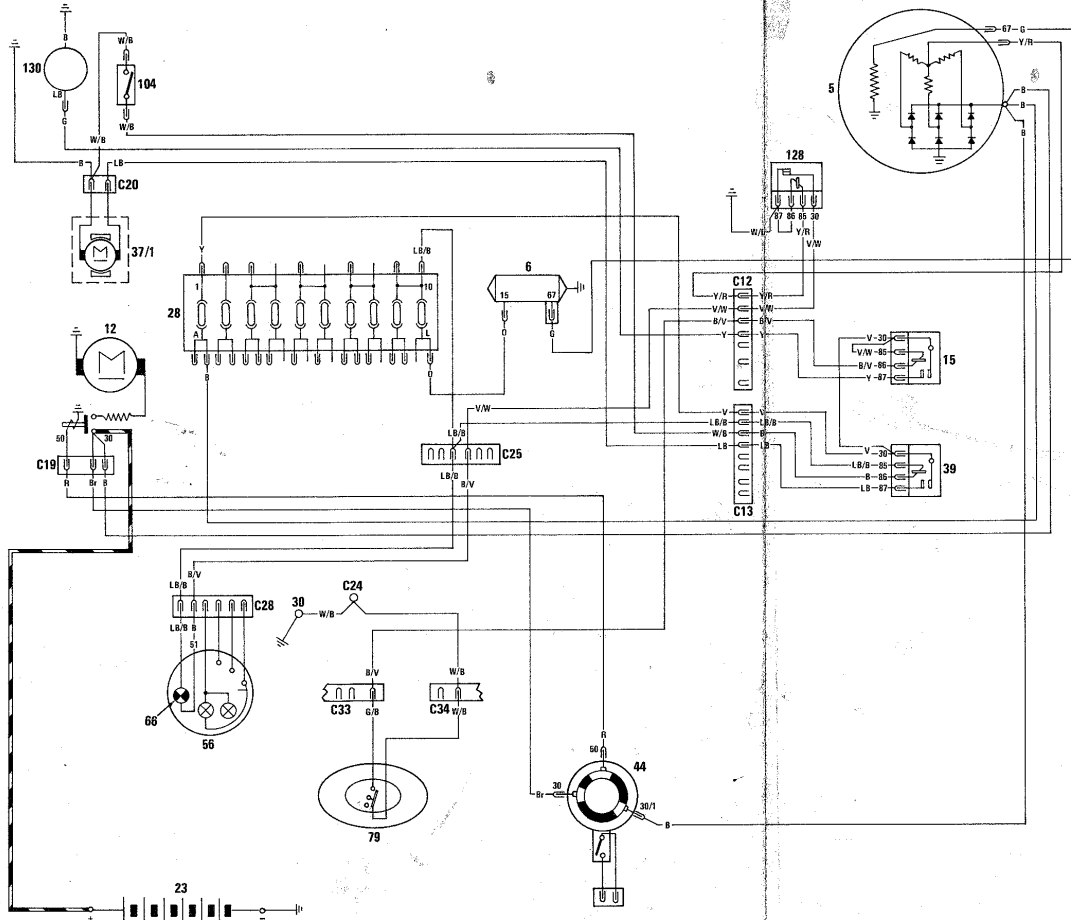 B
W/B
130
104
LB
G
W/B
W/B
B
LB
C20
37/1
67 G
Y/R
5
B
B
B
128
87
86
85
30
W/B
Y/R
V/W
Y
LB/B
1
10
28
A
L
B
6
15
67
G
12
50
30
C19
R
Br
B
V/W
LB/B
C25
LB/B
B/V
C12
Y/R
Y/R
V/W
V/W
B/V
B/V
Y
Y
V
V
LB/B
LB/B
W/B
B
LB
LB
C13
V 30
V/W 85
B/V 86
Y 87
15
V
30
LB/B 85
B 86
LB 87
39
LB/B
B/V
C28
LB/B
B
51
66
56
30
W/B
C24
B/V
W/B
C33
C34
G/B
W/B
79
R
50
44
Br
30
30/1
B
23
+
−